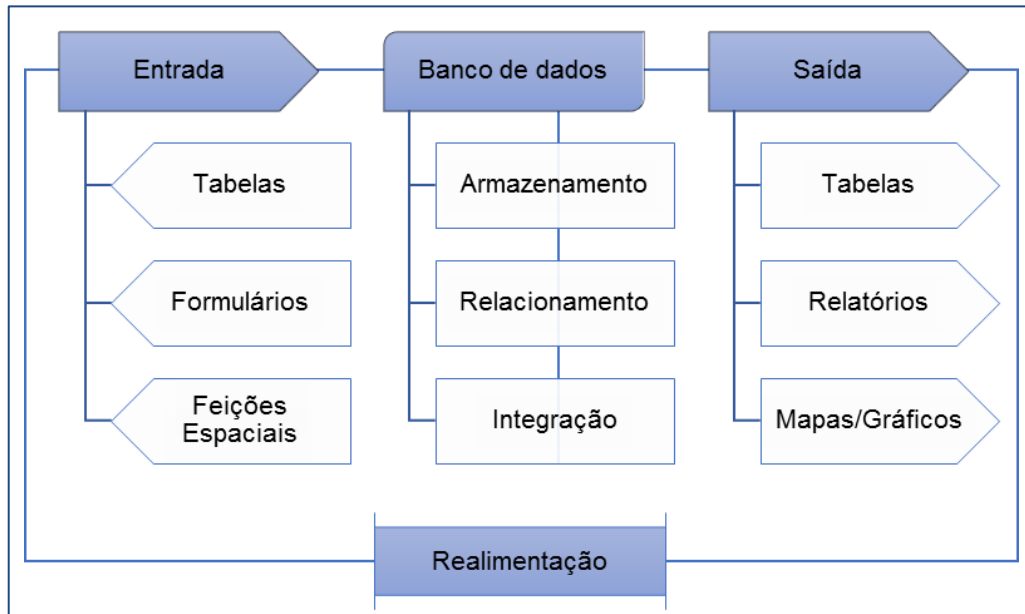 Entrada
Banco de dados
Saída
Tabelas
Armazenamento
Tabelas
Formulários
Relacionamento
Relatórios
Feições
Espaciais
Integração
Mapas/Gráficos
Realimentação